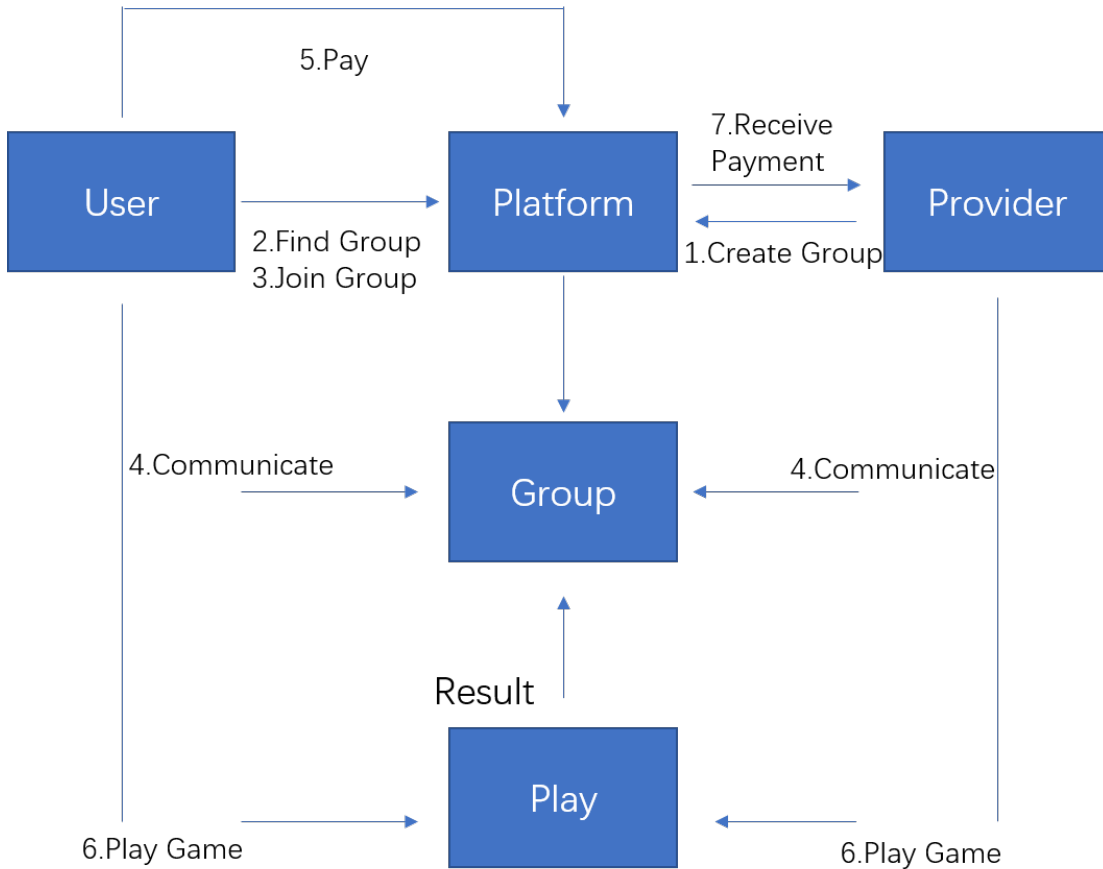 5.Pay
User
Platform
7.Receive
Payment
Provider
2.Find Group
3.Join Group
1.Create Group
4.Communicate
Group
4.Communicate
Result
Play
6.Play Game
6.Play Game